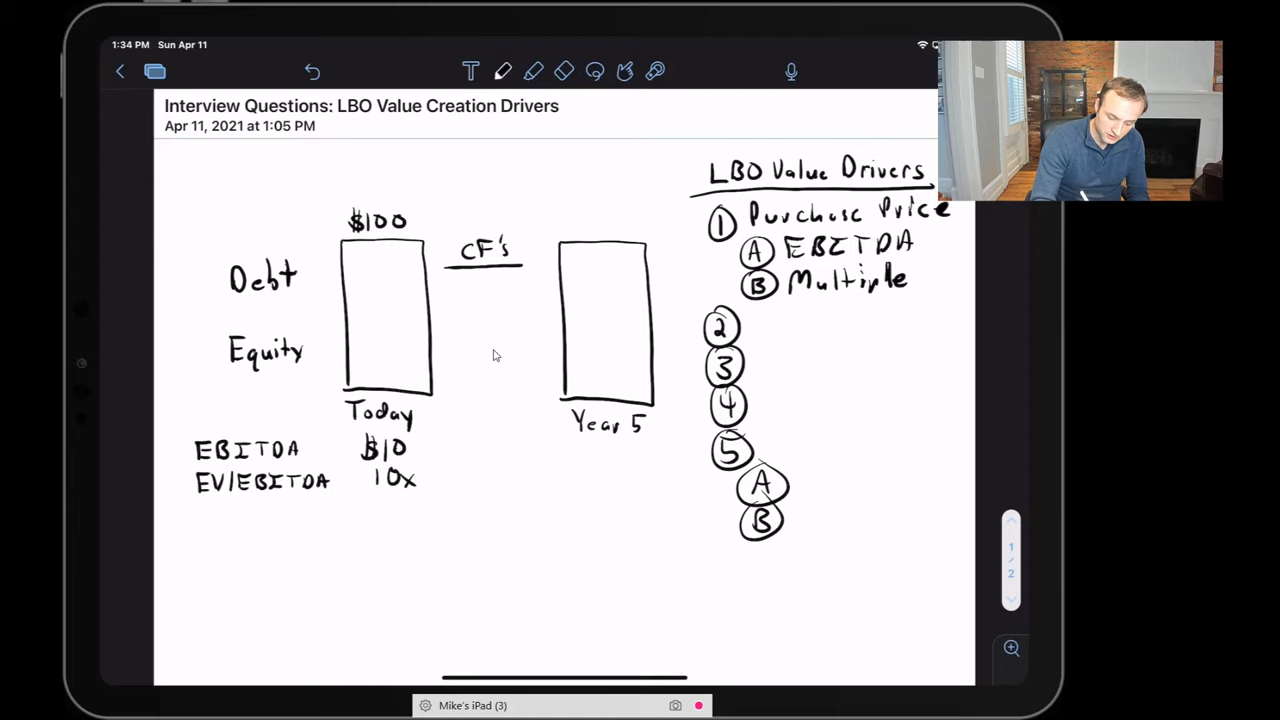 1:34 PM Sun Apr 11
T
Interview Questions: LBO Value Creation Drivers
Apr 11, 2021 at 1:05 PM
$100
CF's
Debt
Equity
Today
Year 5
EBITDA $10
EV/EBITDA 10x
LBO Value Drivers
1 Purchase Price
A EBITDA
B Multiple
2
3
4
5
A
B
1
/
2
Mike's iPad (3)